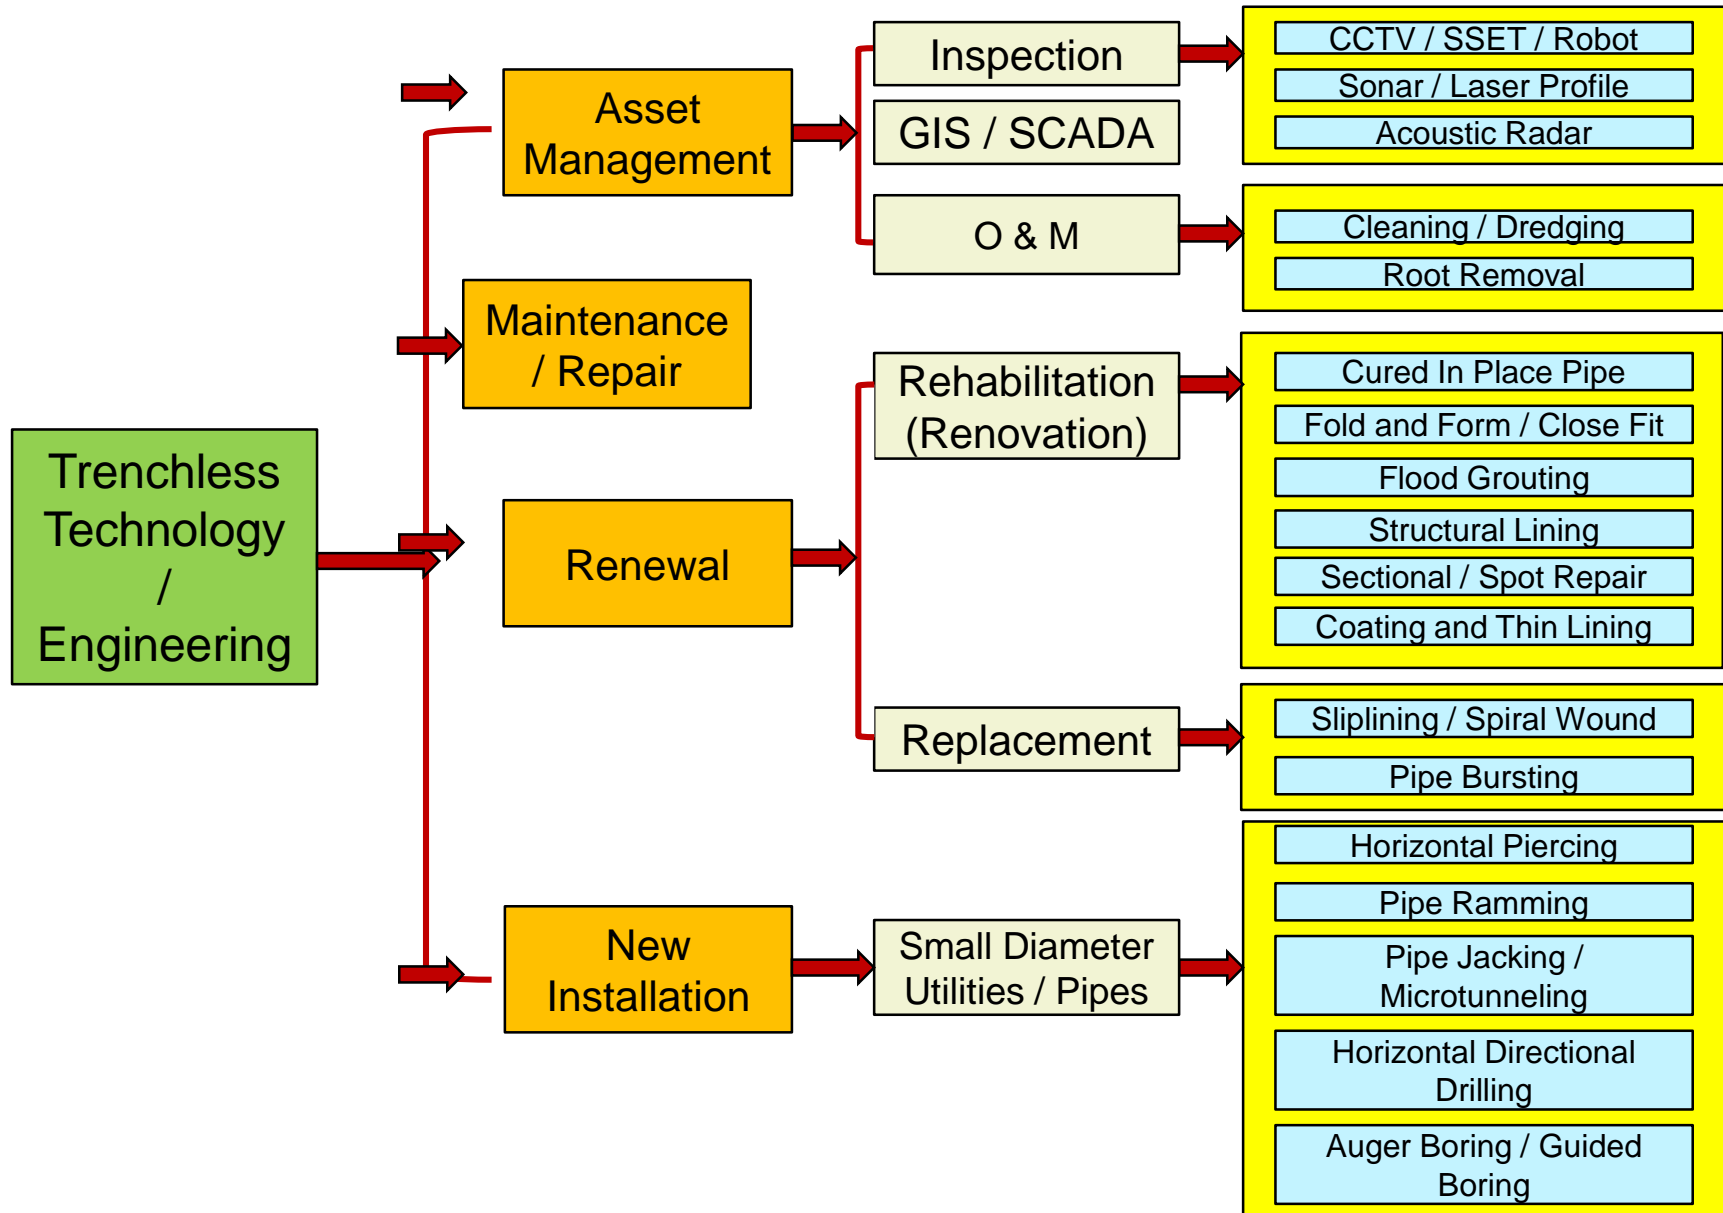 Trenchless
Technology
/
Engineering
Asset
Management
Maintenance
/ Repair
Renewal
New
Installation
Inspection
GIS / SCADA
O & M
Rehabilitation
(Renovation)
Replacement
Small Diameter
Utilities / Pipes
CCTV / SSET / Robot
Sonar / Laser Profile
Acoustic Radar
Cleaning / Dredging
Root Removal
Cured In Place Pipe
Fold and Form / Close Fit
Flood Grouting
Structural Lining
Sectional / Spot Repair
Coating and Thin Lining
Sliplining / Spiral Wound
Pipe Bursting
Horizontal Piercing
Pipe Ramming
Pipe Jacking /
Microtunneling
Horizontal Directional
Drilling
Auger Boring / Guided
Boring